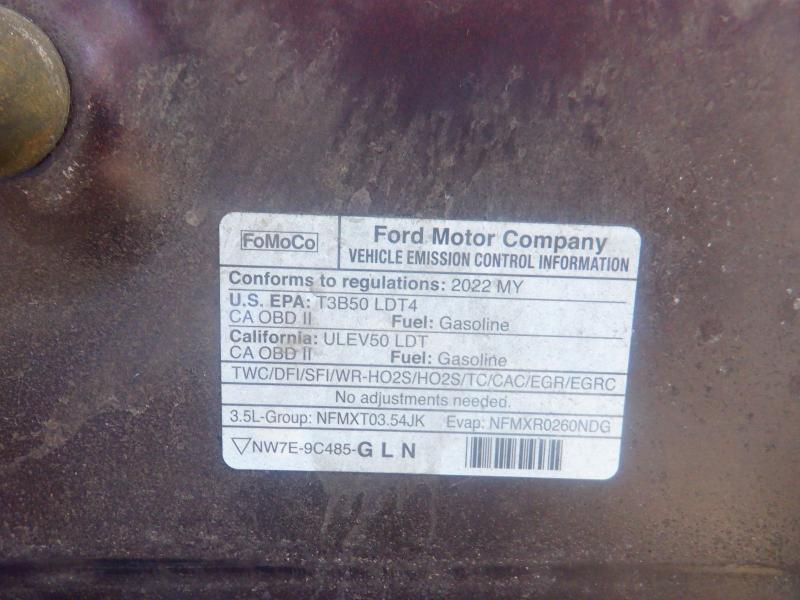 FoMoCo
Ford Motor Company
VEHICLE EMISSION CONTROL INFORMATION
Conforms to regulations: 2022 MY
U.S. EPA: T3B50 LDT4
CA OBD II Fuel: Gasoline
California: ULEV50 LDT
CA OBD II Fuel: Gasoline
TWC/DFI/SFI/WR-HO2S/HO2S/TC/CAC/EGR/EGRC
No adjustments needed.
3.5L-Group: NFMXT03.54JK Evap: NFMXR0260NDG
▽NW7E-9C485-G L N